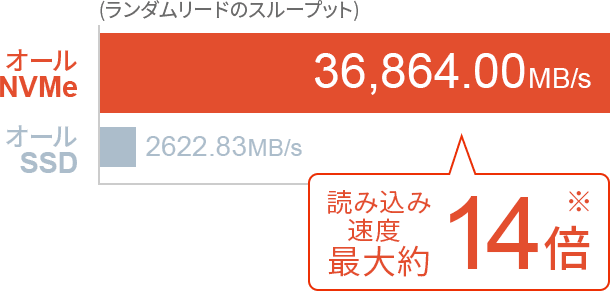 (ランダムリードのスループット)
オール
NVMe
36,864.00MB/s
オール
SSD
2622.83MB/s
読み込み
速度
最大約
14倍
※